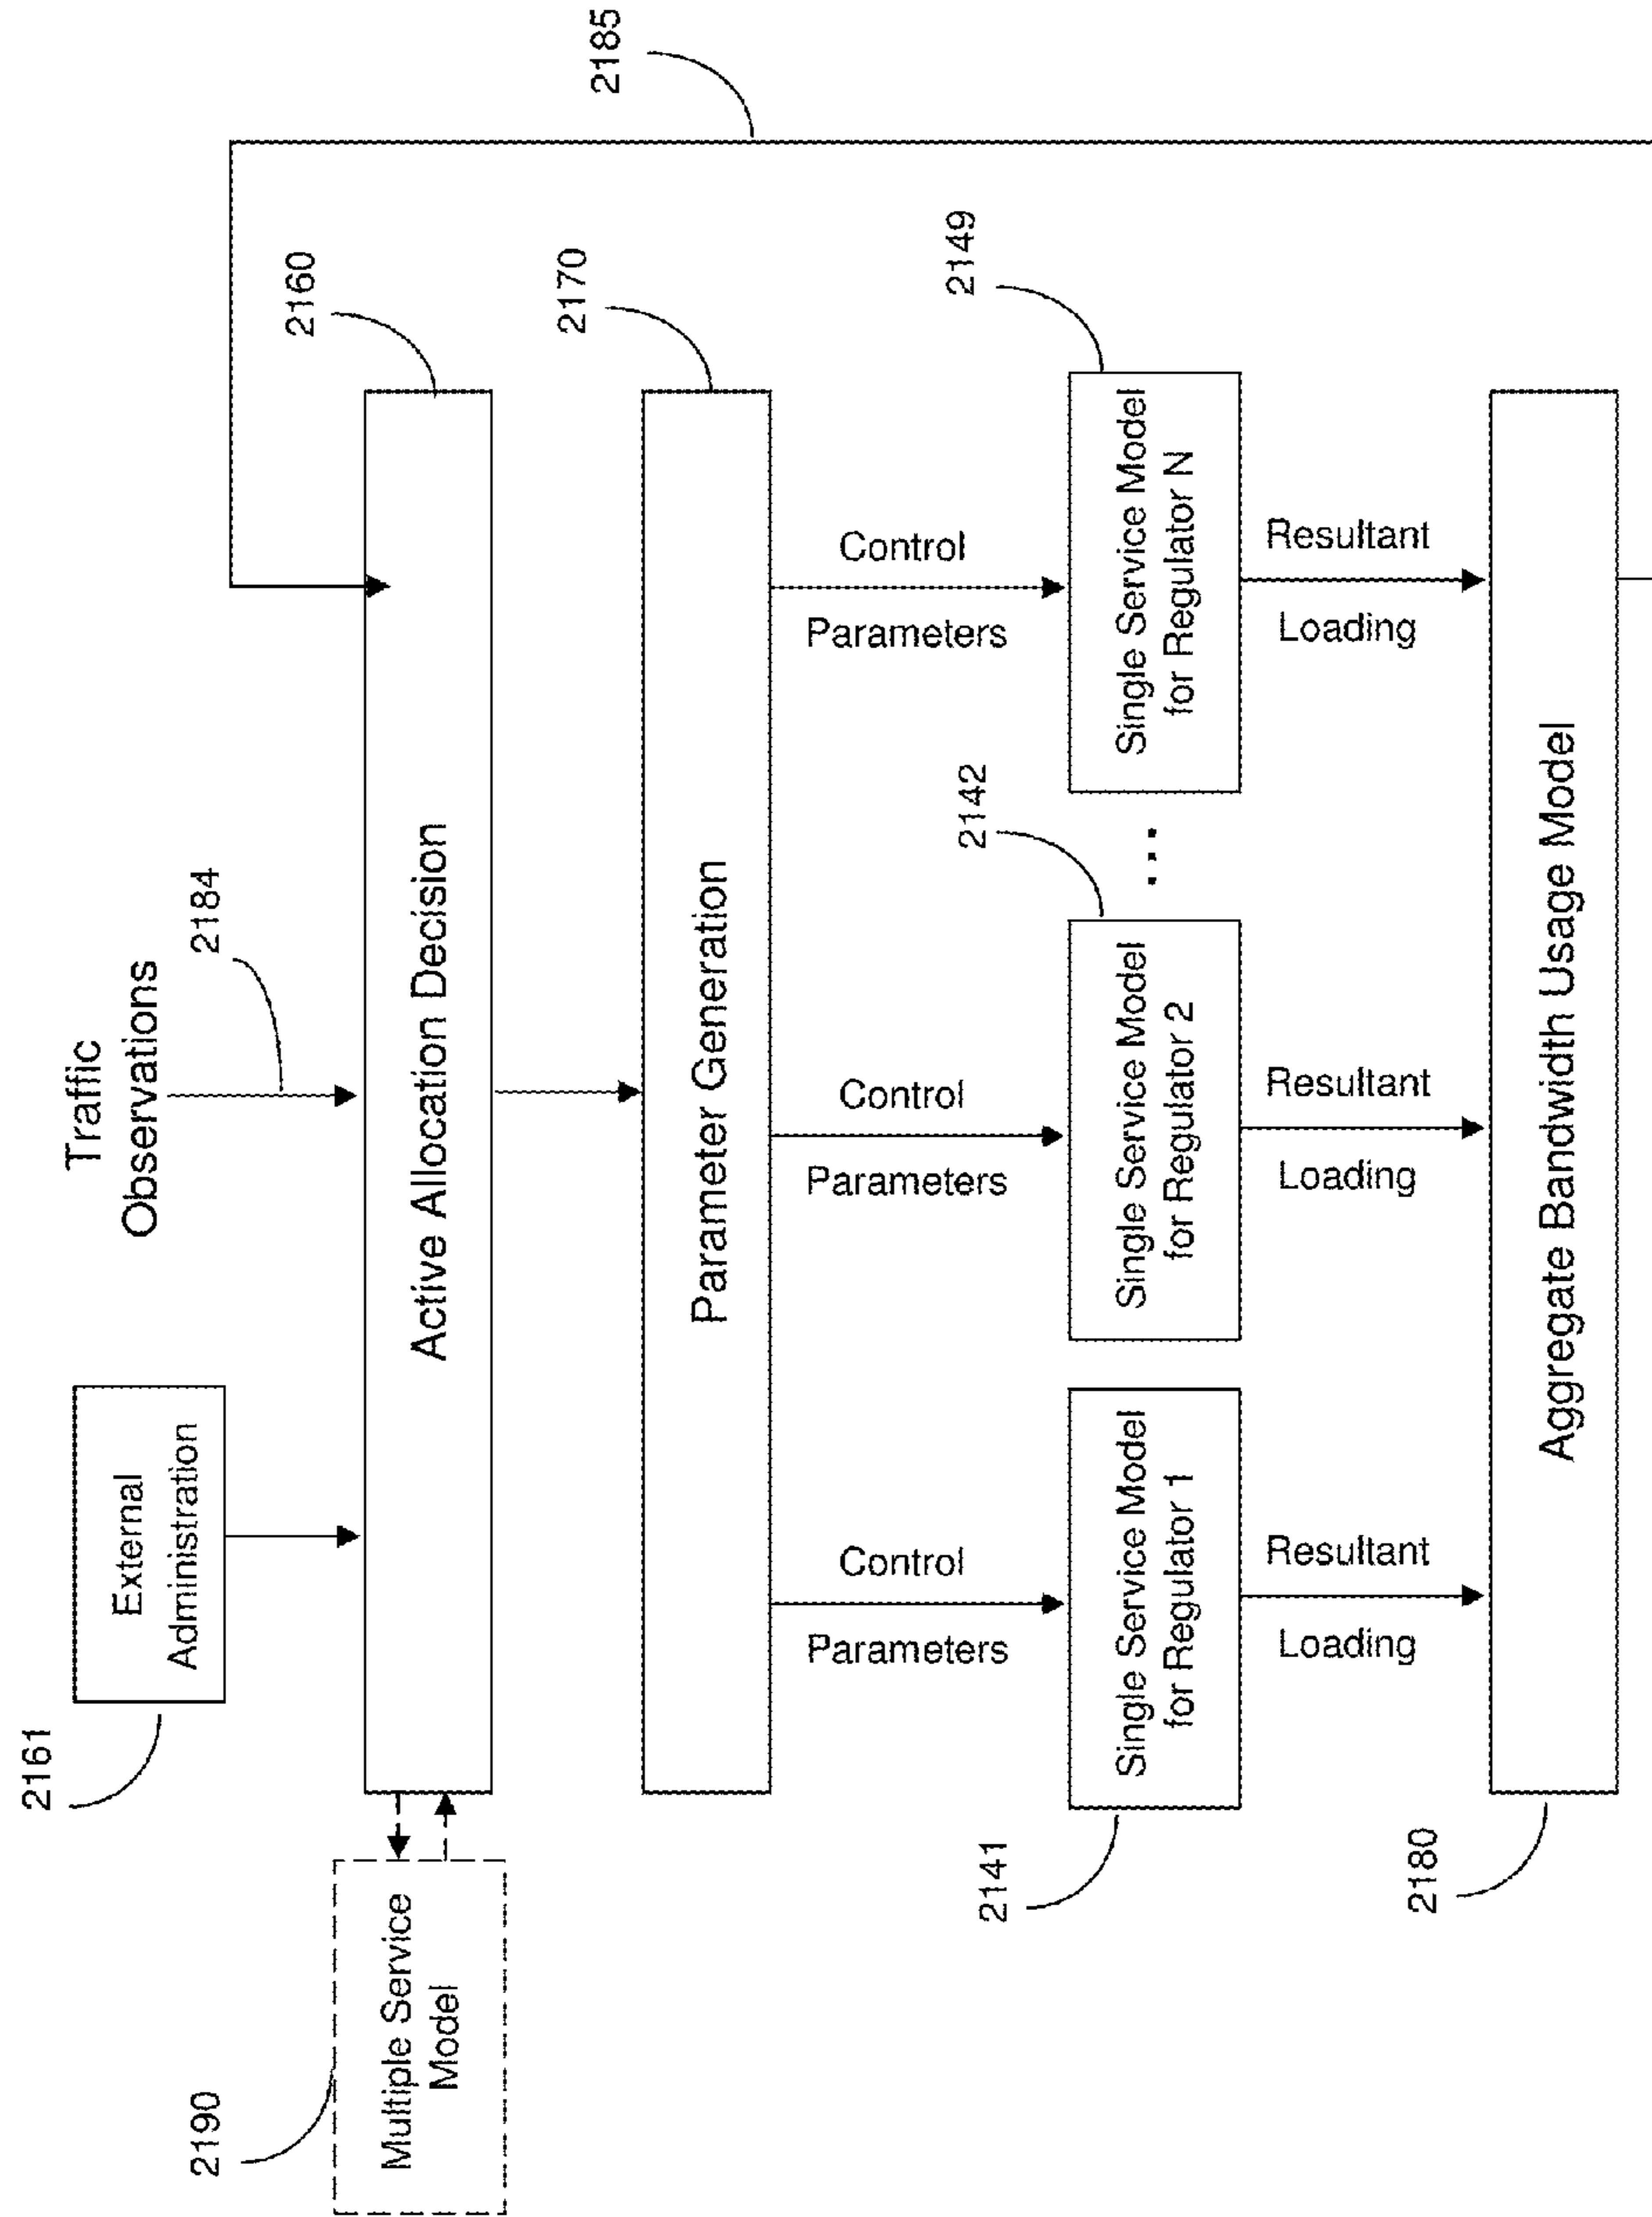 2185
2160
2170
2149
2142
2184
Traffic
Observations
External
Administration
2161
Active Allocation Decision
Multiple Service
Model
2190
Parameter Generation
Control
Parameters
Control
Parameters
Control
Parameters
Single Service Model
for Regulator 1
2141
Single Service Model
for Regulator 2
...
Single Service Model
for Regulator N
Resultant
Loading
Resultant
Loading
Resultant
Loading
Aggregate Bandwidth Usage Model
2180